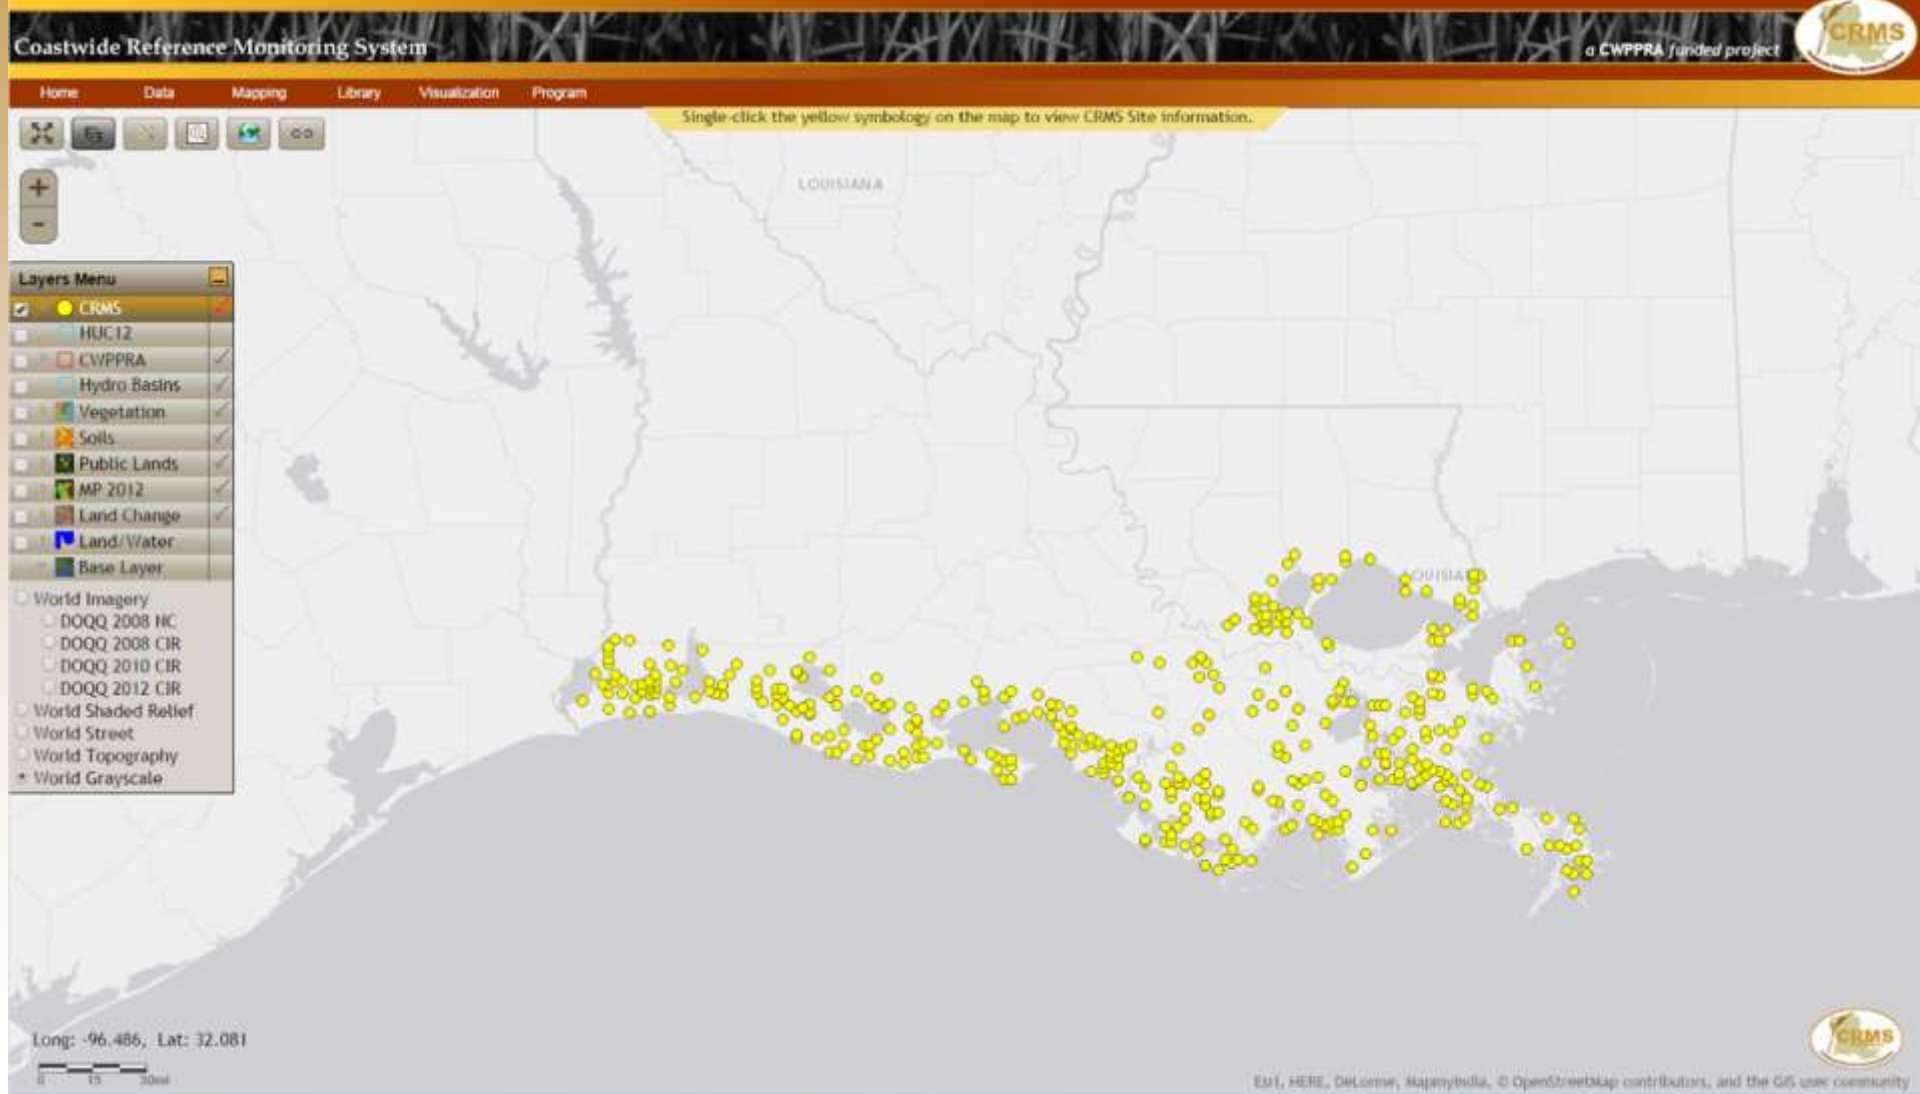 Coastwide Reference Monitoring System
a CWPPRA funded project
CRMS
Home Data Mapping Library Visualization Program
Single-click the yellow symbology on the map to view CRMS Site information.
LOUISIANA
+
-
Layers Menu
CRMS
HUC12
CWPPRA
Hydro Basins
Vegetation
Soils
Public Lands
MP 2012
Land Change
Land/Water
Base Layer
World Imagery
DOQQ 2008 NC
DOQQ 2008 CIR
DOQQ 2010 CIR
DOQQ 2012 CIR
World Shaded Relief
World Street
World Topography
World Grayscale
Long: -96.486, Lat: 32.081
0 15 30mi
CRMS
Esri, HERE, DeLorme, MapmyIndia, © OpenStreetMap contributors, and the GIS user community